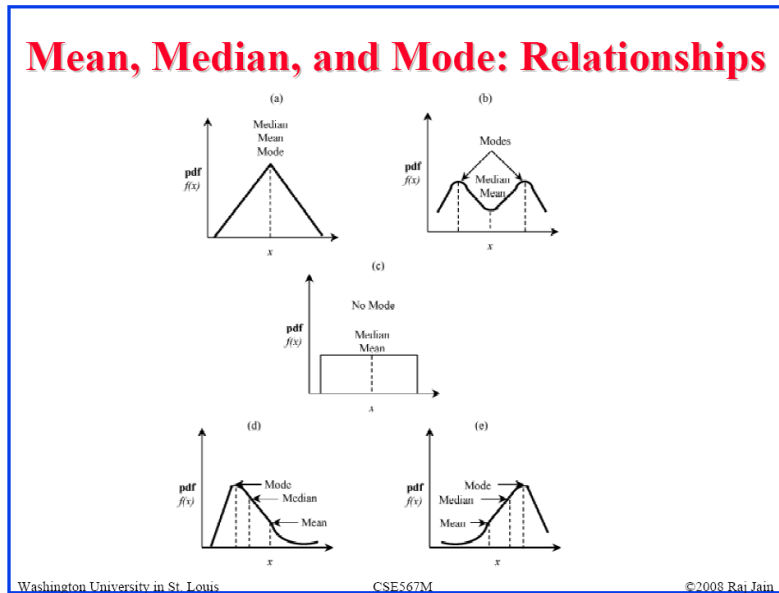 Mean, Median, and Mode: Relationships
(a)
Median
Mean
Mode
pdf
f(x)
x
(b)
Modes
pdf
f(x)
Median
Mean
x
(c)
No Mode
pdf
f(x)
Median
Mean
x
(d)
pdf
f(x)
Mode
Median
Mean
x
(e)
pdf
f(x)
Mode
Median
Mean
x
Washington University in St. Louis CSE567M ©2008 Raj Jain